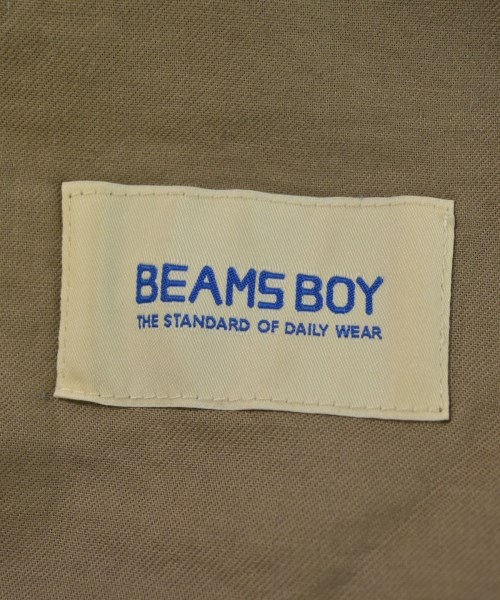 BEAMS BOY
THE STANDARD OF DAILY WEAR